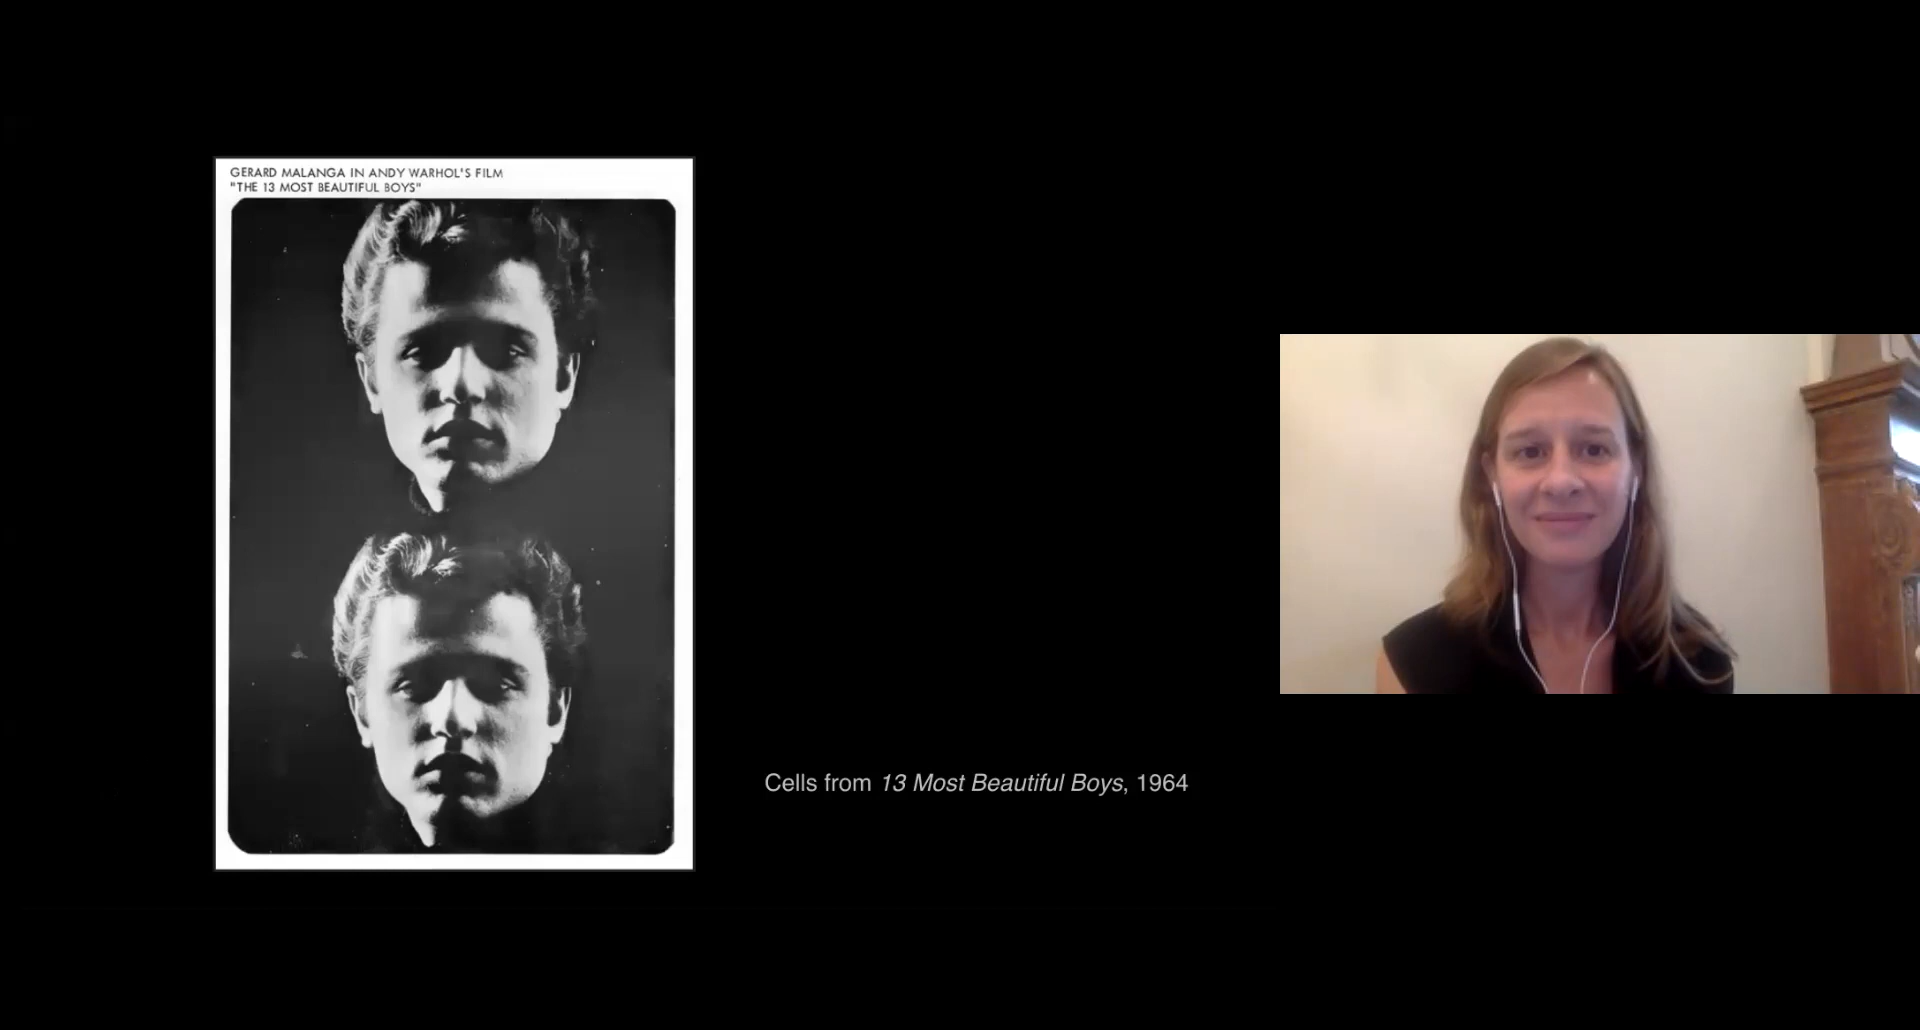 GERARD MALANGA IN ANDY WARHOL'S FILM
"THE 13 MOST BEAUTIFUL BOYS"
Cells from 13 Most Beautiful Boys, 1964